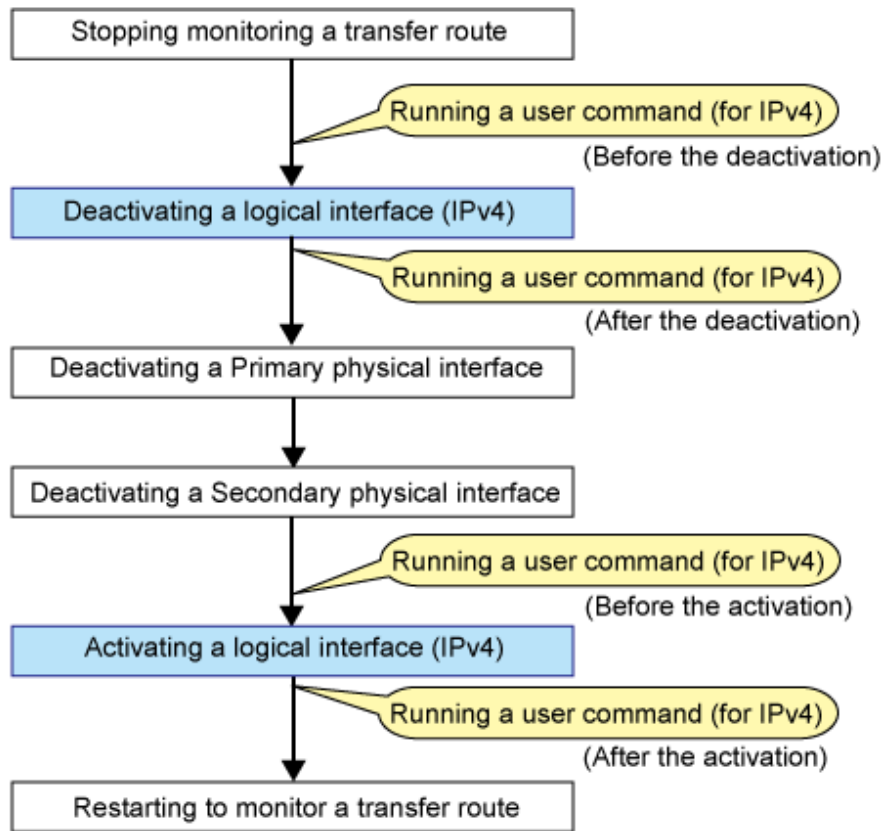 Stopping monitoring a transfer route
Running a user command (for IPv4)
(Before the deactivation)
Deactivating a logical interface (IPv4)
Running a user command (for IPv4)
(After the deactivation)
Deactivating a Primary physical interface
Deactivating a Secondary physical interface
Running a user command (for IPv4)
(Before the activation)
Activating a logical interface (IPv4)
Running a user command (for IPv4)
(After the activation)
Restarting to monitor a transfer route